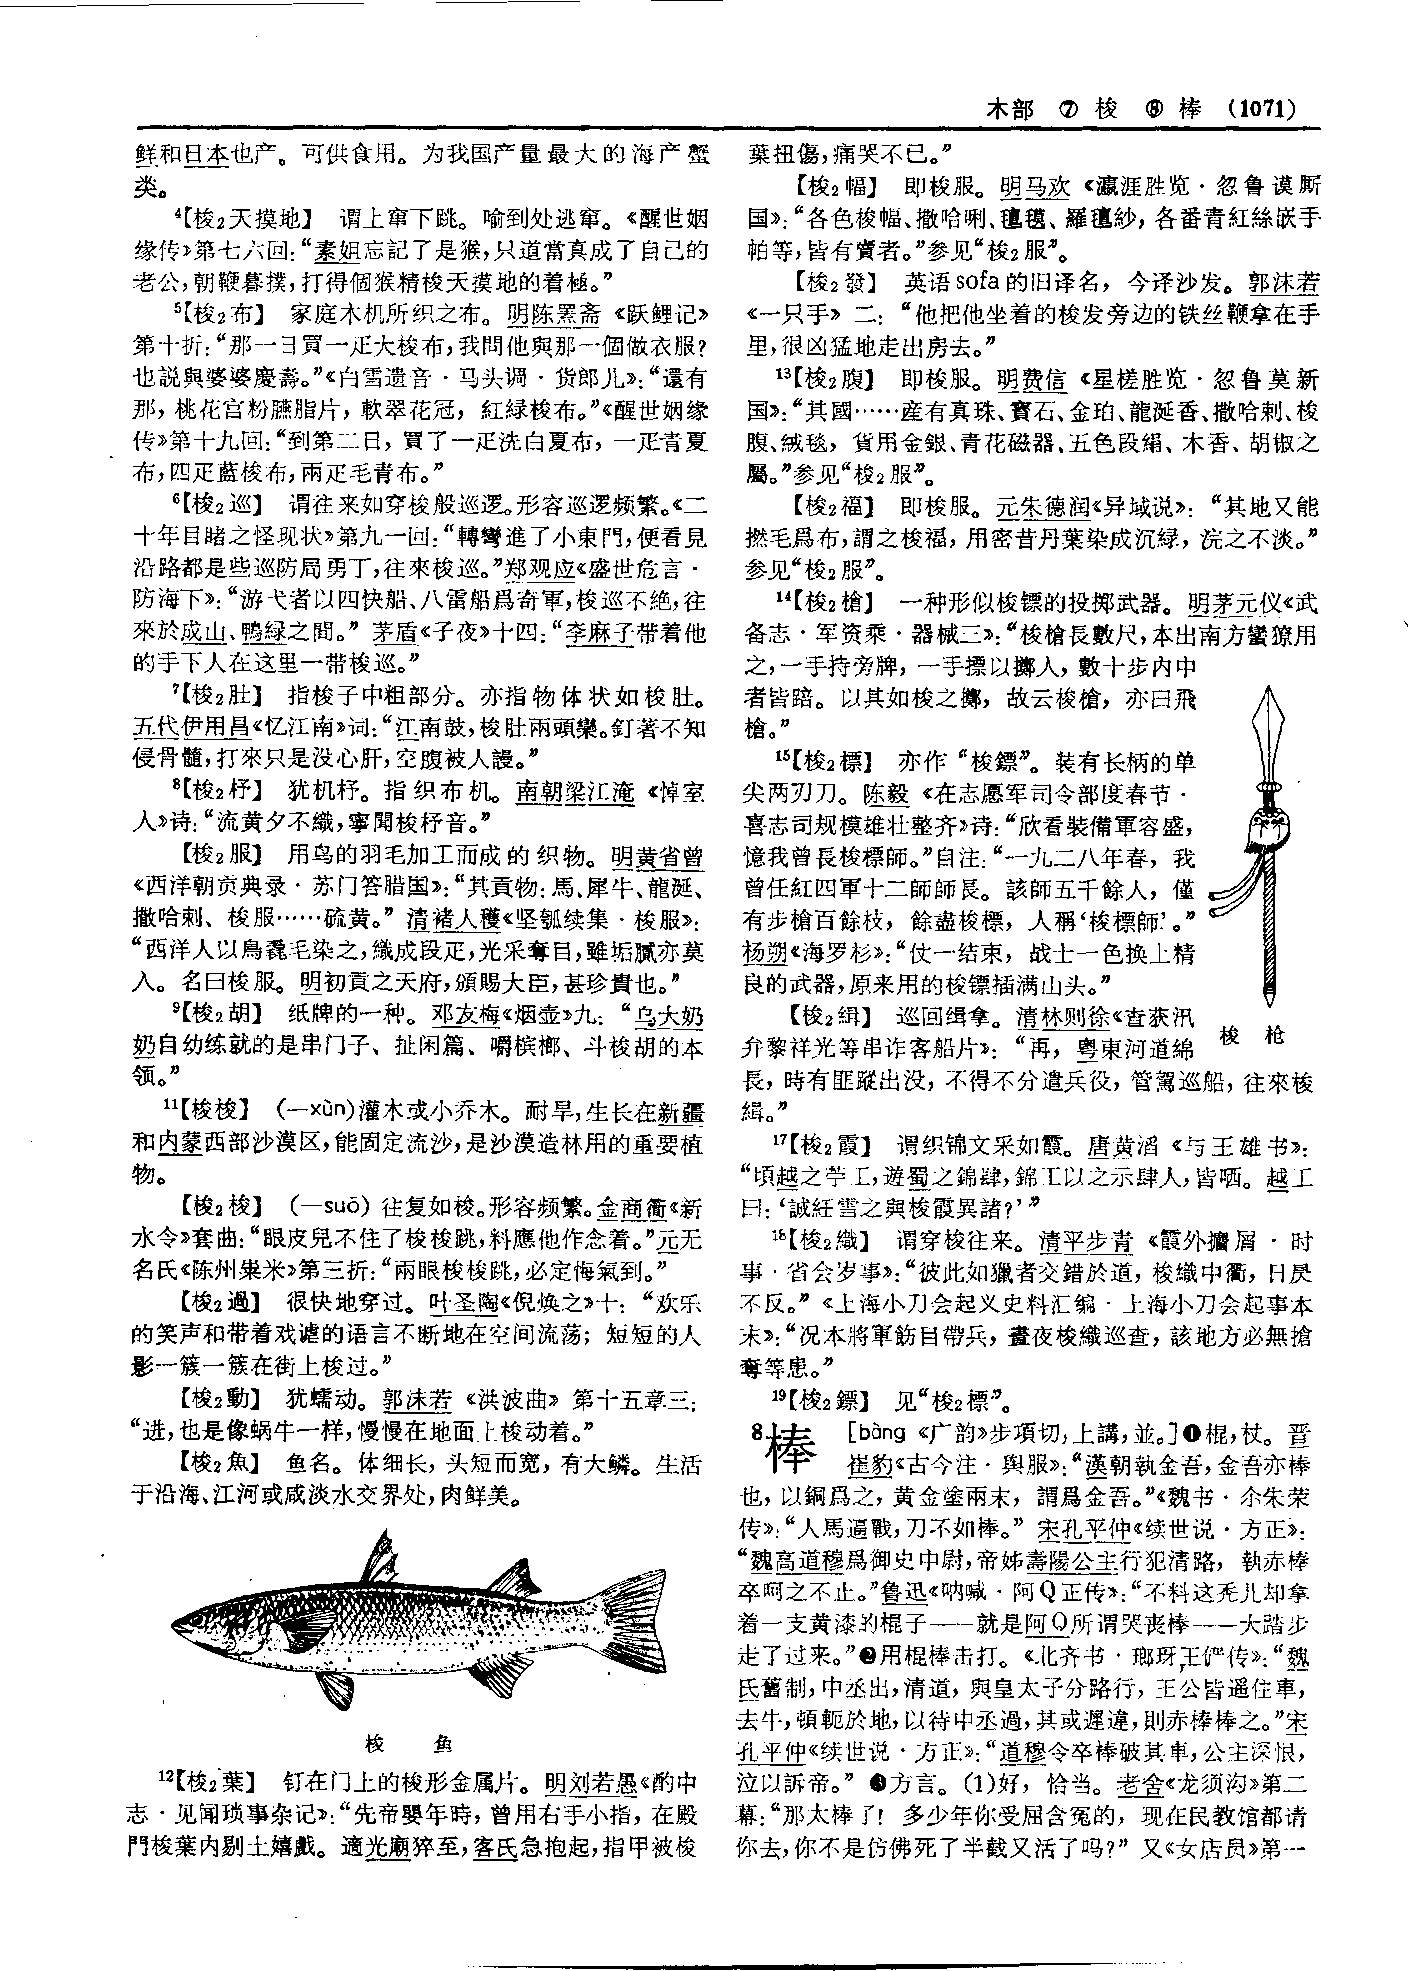 木部 ⑦ 梭 ⑧ 棒 (1071)
鲜和日本也产。可供食用。为我国产量最大的海产蟹
类。
⁴【梭₂天摸地】 谓上窜下跳。喻到处逃窜。《醒世姻
缘传》第七六回：“素姐忘記了是猴，只道當真成了自己的
老公，朝鞭暮撲，打得個猴精梭天摸地的着極。”
⁵【梭₂布】 家庭木机所织之布。明陈罴斋《跃鲤记》
第十折：“那一日買一疋大梭布，我問他與那一個做衣服？
也説與婆婆慶壽。”《白雪遗音·马头调·货郎儿》：“還有
那，桃花宫粉臙脂片，軟翠花冠，紅緑梭布。”《醒世姻缘
传》第十九回：“到第二日，買了一疋洗白夏布，一疋青夏
布，四疋藍梭布，兩疋毛青布。”
⁶【梭₂巡】 谓往来如穿梭般巡逻。形容巡逻频繁。《二
十年目睹之怪现状》第九一回：“轉彎進了小東門，便看見
沿路都是些巡防局勇丁，往來梭巡。”郑观应《盛世危言·
防海下》：“游弋者以四快船、八雷船爲奇軍，梭巡不絶，往
來於成山、鴨緑之間。”茅盾《子夜》十四：“李麻子带着他
的手下人在这里一带梭巡。”
⁷【梭₂肚】 指梭子中粗部分。亦指物体状如梭肚。
五代伊用昌《忆江南》词：“江南鼓，梭肚兩頭欒。釘著不知
侵骨髓，打來只是没心肝，空腹被人謾。”
⁸【梭₂杼】 犹机杼。指织布机。南朝梁江淹《悼室
人》诗：“流黄夕不織，寧聞梭杼音。”
【梭₂服】 用鸟的羽毛加工而成的织物。明黄省曾
《西洋朝贡典录·苏门答腊国》：“其貢物：馬、犀牛、龍涎、
撒哈剌、梭服……硫黄。”清褚人穫《坚瓠续集·梭服》：
“西洋人以鳥毳毛染之，織成段疋，光采奪目，雖垢膩亦莫
入。名曰梭服。明初貢之天府，頒賜大臣，甚珍貴也。”
⁹【梭₂胡】 纸牌的一种。邓友梅《烟壶》九：“乌大奶
奶自幼练就的是串门子、扯闲篇、嚼槟榔、斗梭胡的本
领。”
¹¹【梭梭】 (—xùn)灌木或小乔木。耐旱，生长在新疆
和内蒙西部沙漠区，能固定流沙，是沙漠造林用的重要植
物。
【梭₂梭】 (—suō)往复如梭。形容频繁。金商衟《新
水令》套曲：“眼皮兒不住了梭梭跳，料應他作念着。”元无
名氏《陈州粜米》第三折：“兩眼梭梭跳，必定悔氣到。”
【梭₂過】 很快地穿过。叶圣陶《倪焕之》十：“欢乐
的笑声和带着戏谑的语言不断地在空间流荡；短短的人
影一簇一簇在街上梭过。”
【梭₂動】 犹蠕动。郭沫若《洪波曲》第十五章三：
“进，也是像蜗牛一样，慢慢在地面上梭动着。”
【梭₂魚】 鱼名。体细长，头短而宽，有大鳞。生活
于沿海、江河或咸淡水交界处，肉鲜美。
梭 鱼
¹²【梭₂葉】 钉在门上的梭形金属片。明刘若愚《酌中
志·见闻琐事杂记》：“先帝嬰年時，曾用右手小指，在殿
門梭葉内剔土嬉戲。適光廟猝至，客氏急抱起，指甲被梭
葉扭傷，痛哭不已。”
【梭₂幅】 即梭服。明马欢《瀛涯胜览·忽鲁谟厮
国》：“各色梭幅、撒哈喇、氆氇、羅氆紗，各番青紅絲嵌手
帕等，皆有賣者。”参见“梭₂服”。
【梭₂發】 英语sofa的旧译名，今译沙发。郭沫若
《一只手》二：“他把他坐着的梭发旁边的铁丝鞭拿在手
里，很凶猛地走出房去。”
¹³【梭₂腹】 即梭服。明费信《星槎胜览·忽鲁莫斯
国》：“其國……産有真珠、寳石、金珀、龍涎香、撒哈剌、梭
腹、絨毯，貨用金銀、青花磁器、五色段絹、木香、胡椒之
屬。”参见“梭₂服”。
【梭₂福】 即梭服。元朱德润《异域说》：“其地又能
撚毛爲布，謂之梭福，用密昔丹葉染成沉緑，浣之不淡。”
参见“梭₂服”。
¹⁴【梭₂槍】 一种形似梭镖的投掷武器。明茅元仪《武
备志·军资乘·器械三》：“梭槍長數尺，本出南方蠻獠用
之，一手持旁牌，一手摽以擲人，數十步内中
者皆踣。以其如梭之擲，故云梭槍，亦曰飛
槍。”
¹⁵【梭₂標】 亦作“梭鏢”。装有长柄的单
尖两刃刀。陈毅《在志愿军司令部度春节·
喜志司规模雄壮整齐》诗：“欣看裝備軍容盛，
憶我曾長梭標師。”自注：“一九二八年春，我
曾任紅四軍十二師師長。該師五千餘人，僅
有步槍百餘枝，餘盡梭標，人稱‘梭標師’。”
杨朔《海罗杉》：“仗一结束，战士一色换上精
良的武器，原来用的梭镖插满山头。”
【梭₂緝】 巡回缉拿。清林则徐《查获汛
弁黎祥光等串诈客船片》：“再，粤東河道綿
長，時有匪蹤出没，不得不分遣兵役，管駕巡船，往來梭
緝。”
梭 枪
¹⁷【梭₂霞】 谓织锦文采如霞。唐黄滔《与王雄书》：
“頃越之苧工，遊蜀之錦肆，錦工以之示肆人，皆哂。越工
曰：‘誠紝雪之與梭霞異諸？’”
¹⁸【梭₂織】 谓穿梭往来。清平步青《霞外攟屑·时
事·省会岁事》：“彼此如獵者交錯於道，梭織中衢，日昃
不反。”《上海小刀会起义史料汇编·上海小刀会起事本
末》：“况本將軍飭目帶兵，晝夜梭織巡查，該地方必無搶
奪等患。”
¹⁹【梭₂鏢】 见“梭₂標”。
⁸棒 [bàng《广韵》步項切，上講，並。]❶棍，杖。晋
崔豹《古今注·舆服》：“漢朝執金吾，金吾亦棒
也，以銅爲之，黄金塗兩末，謂爲金吾。”《魏书·尒朱荣
传》：“人馬逼戰，刀不如棒。”宋孔平仲《续世说·方正》：
“魏高道穆爲御史中尉，帝姊壽陽公主行犯清路，執赤棒
卒呵之不止。”鲁迅《呐喊·阿Q正传》：“不料这秃儿却拿
着一支黄漆的棍子——就是阿Q所谓哭丧棒——大踏步
走了过来。”❷用棍棒击打。《北齐书·琅玡王俨传》：“魏
氏舊制，中丞出，清道，與皇太子分路行，王公皆遥住車，
去牛，頓軛於地，以待中丞過，其或遲違，則赤棒棒之。”宋
孔平仲《续世说·方正》：“道穆令卒棒破其車，公主深恨，
泣以訴帝。”❸方言。(1)好，恰当。老舍《龙须沟》第二
幕：“那太棒了！多少年你受屈含冤的，现在民教馆都请
你去，你不是仿佛死了半截又活了吗？”又《女店员》第一